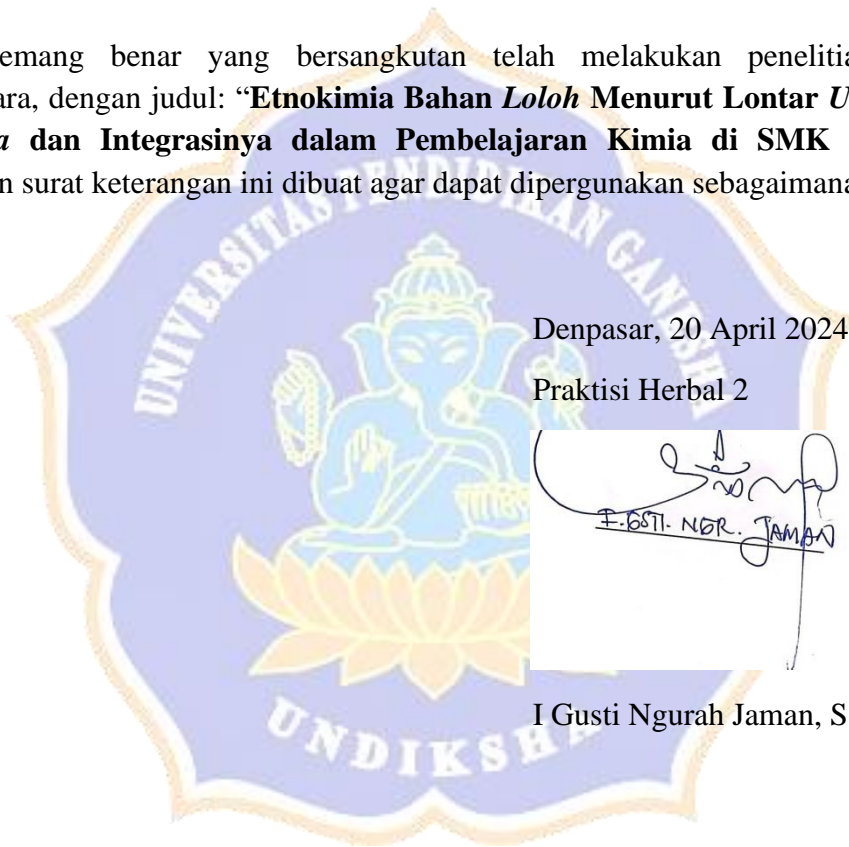 emang benar yang bersangkutan telah melakukan peneliti
ara, dengan judul: “Etnokimia Bahan Loloh Menurut Lontar U
a dan Integrasinya dalam Pembelajaran Kimia di SMK
n surat keterangan ini dibuat agar dapat dipergunakan sebagaimana
UNIVERSITAS PENDIDIKAN GANESHA
Denpasar, 20 April 2024
Praktisi Herbal 2
I. GSTI. NGR. JAMAN
I Gusti Ngurah Jaman, S
UNDIKSHA